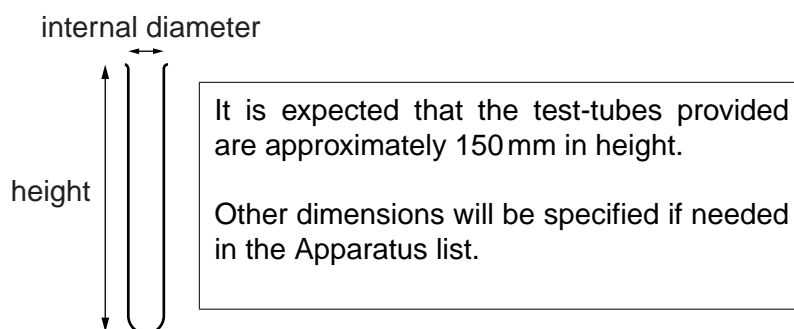 internal diameter
height
It is expected that the test-tubes provided
are approximately 150 mm in height.
Other dimensions will be specified if needed
in the Apparatus list.